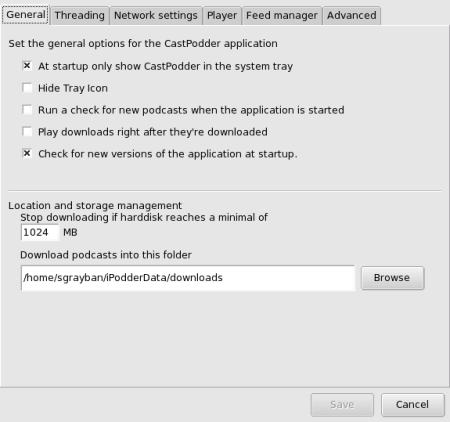 General Threading Network settings Player Feed manager Advanced
Set the general options for the CastPodder application
At startup only show CastPodder in the system tray
Hide Tray Icon
Run a check for new podcasts when the application is started
Play downloads right after they're downloaded
Check for new versions of the application at startup.
Location and storage management
Stop downloading if harddisk reaches a minimal of
1024 MB
Download podcasts into this folder
/home/sgrayban/iPodderData/downloads Browse
Save Cancel